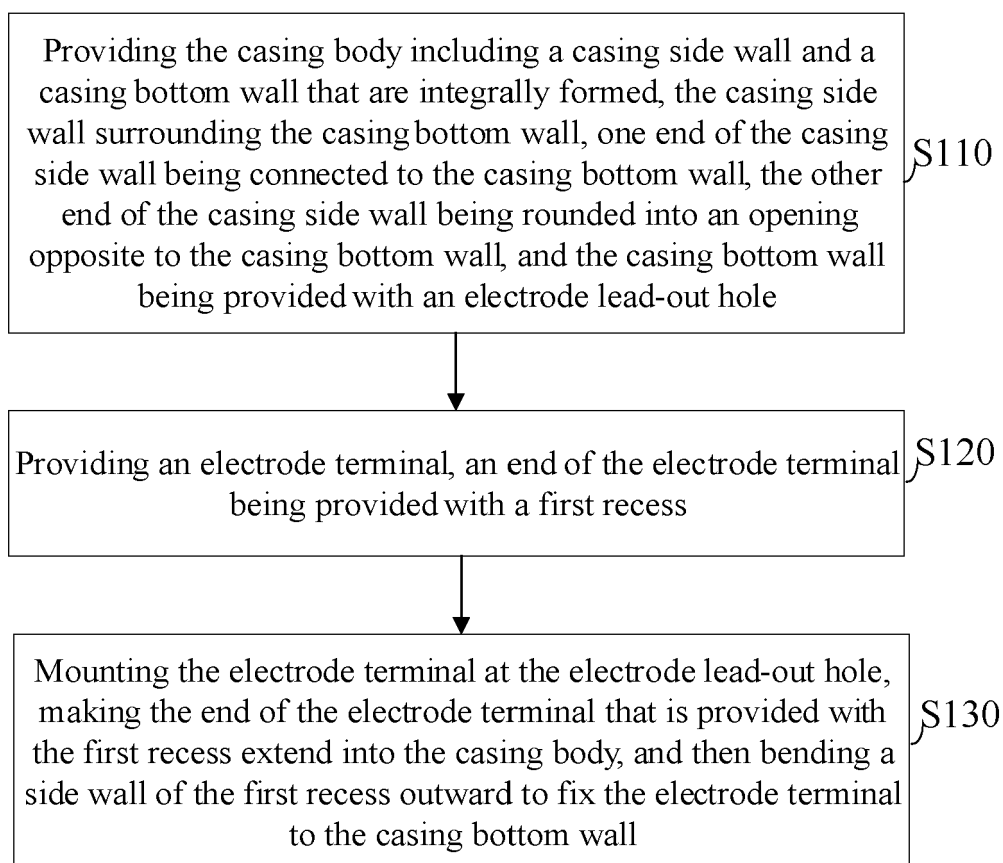 Providing the casing body including a casing side wall and a
casing bottom wall that are integrally formed, the casing side
wall surrounding the casing bottom wall, one end of the casing
side wall being connected to the casing bottom wall, the other
end of the casing side wall being rounded into an opening
opposite to the casing bottom wall, and the casing bottom wall
being provided with an electrode lead-out hole
S110
Providing an electrode terminal, an end of the electrode terminal
being provided with a first recess
S120
Mounting the electrode terminal at the electrode lead-out hole,
making the end of the electrode terminal that is provided with
the first recess extend into the casing body, and then bending a
side wall of the first recess outward to fix the electrode terminal
to the casing bottom wall
S130